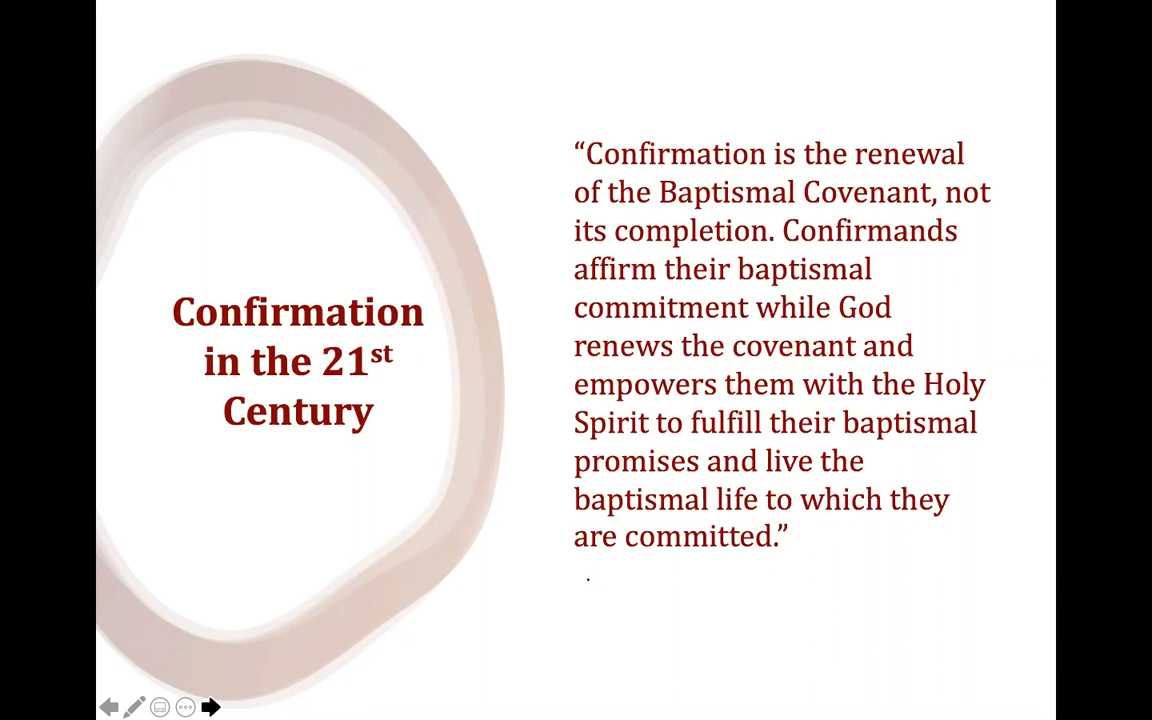 Confirmation
in the 21st
Century
“Confirmation is the renewal
of the Baptismal Covenant, not
its completion. Confirmands
affirm their baptismal
commitment while God
renews the covenant and
empowers them with the Holy
Spirit to fulfill their baptismal
promises and live the
baptismal life to which they
are committed.”
.